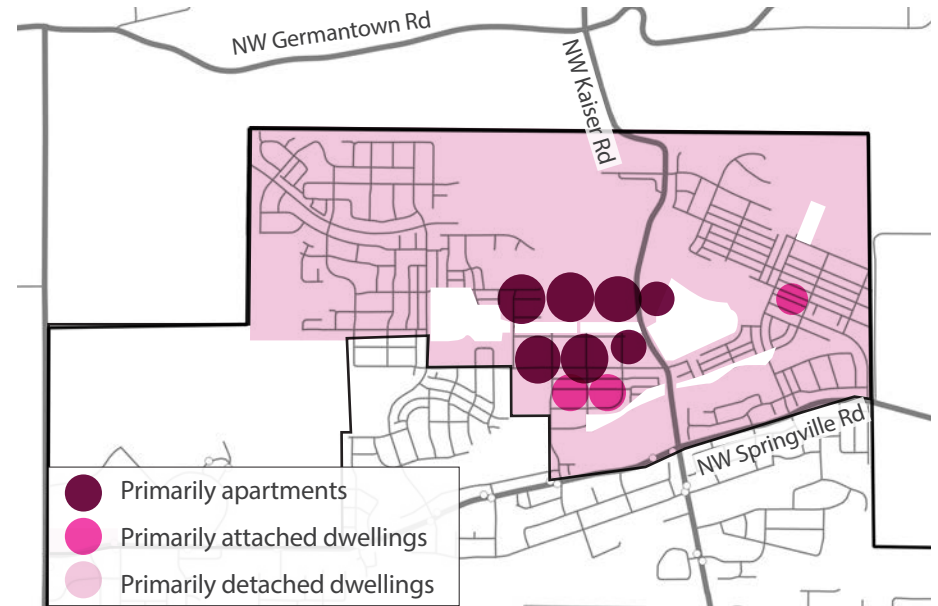 NW Germantown Rd
NW Kaiser Rd
NW Springville Rd
Primarily apartments
Primarily attached dwellings
Primarily detached dwellings